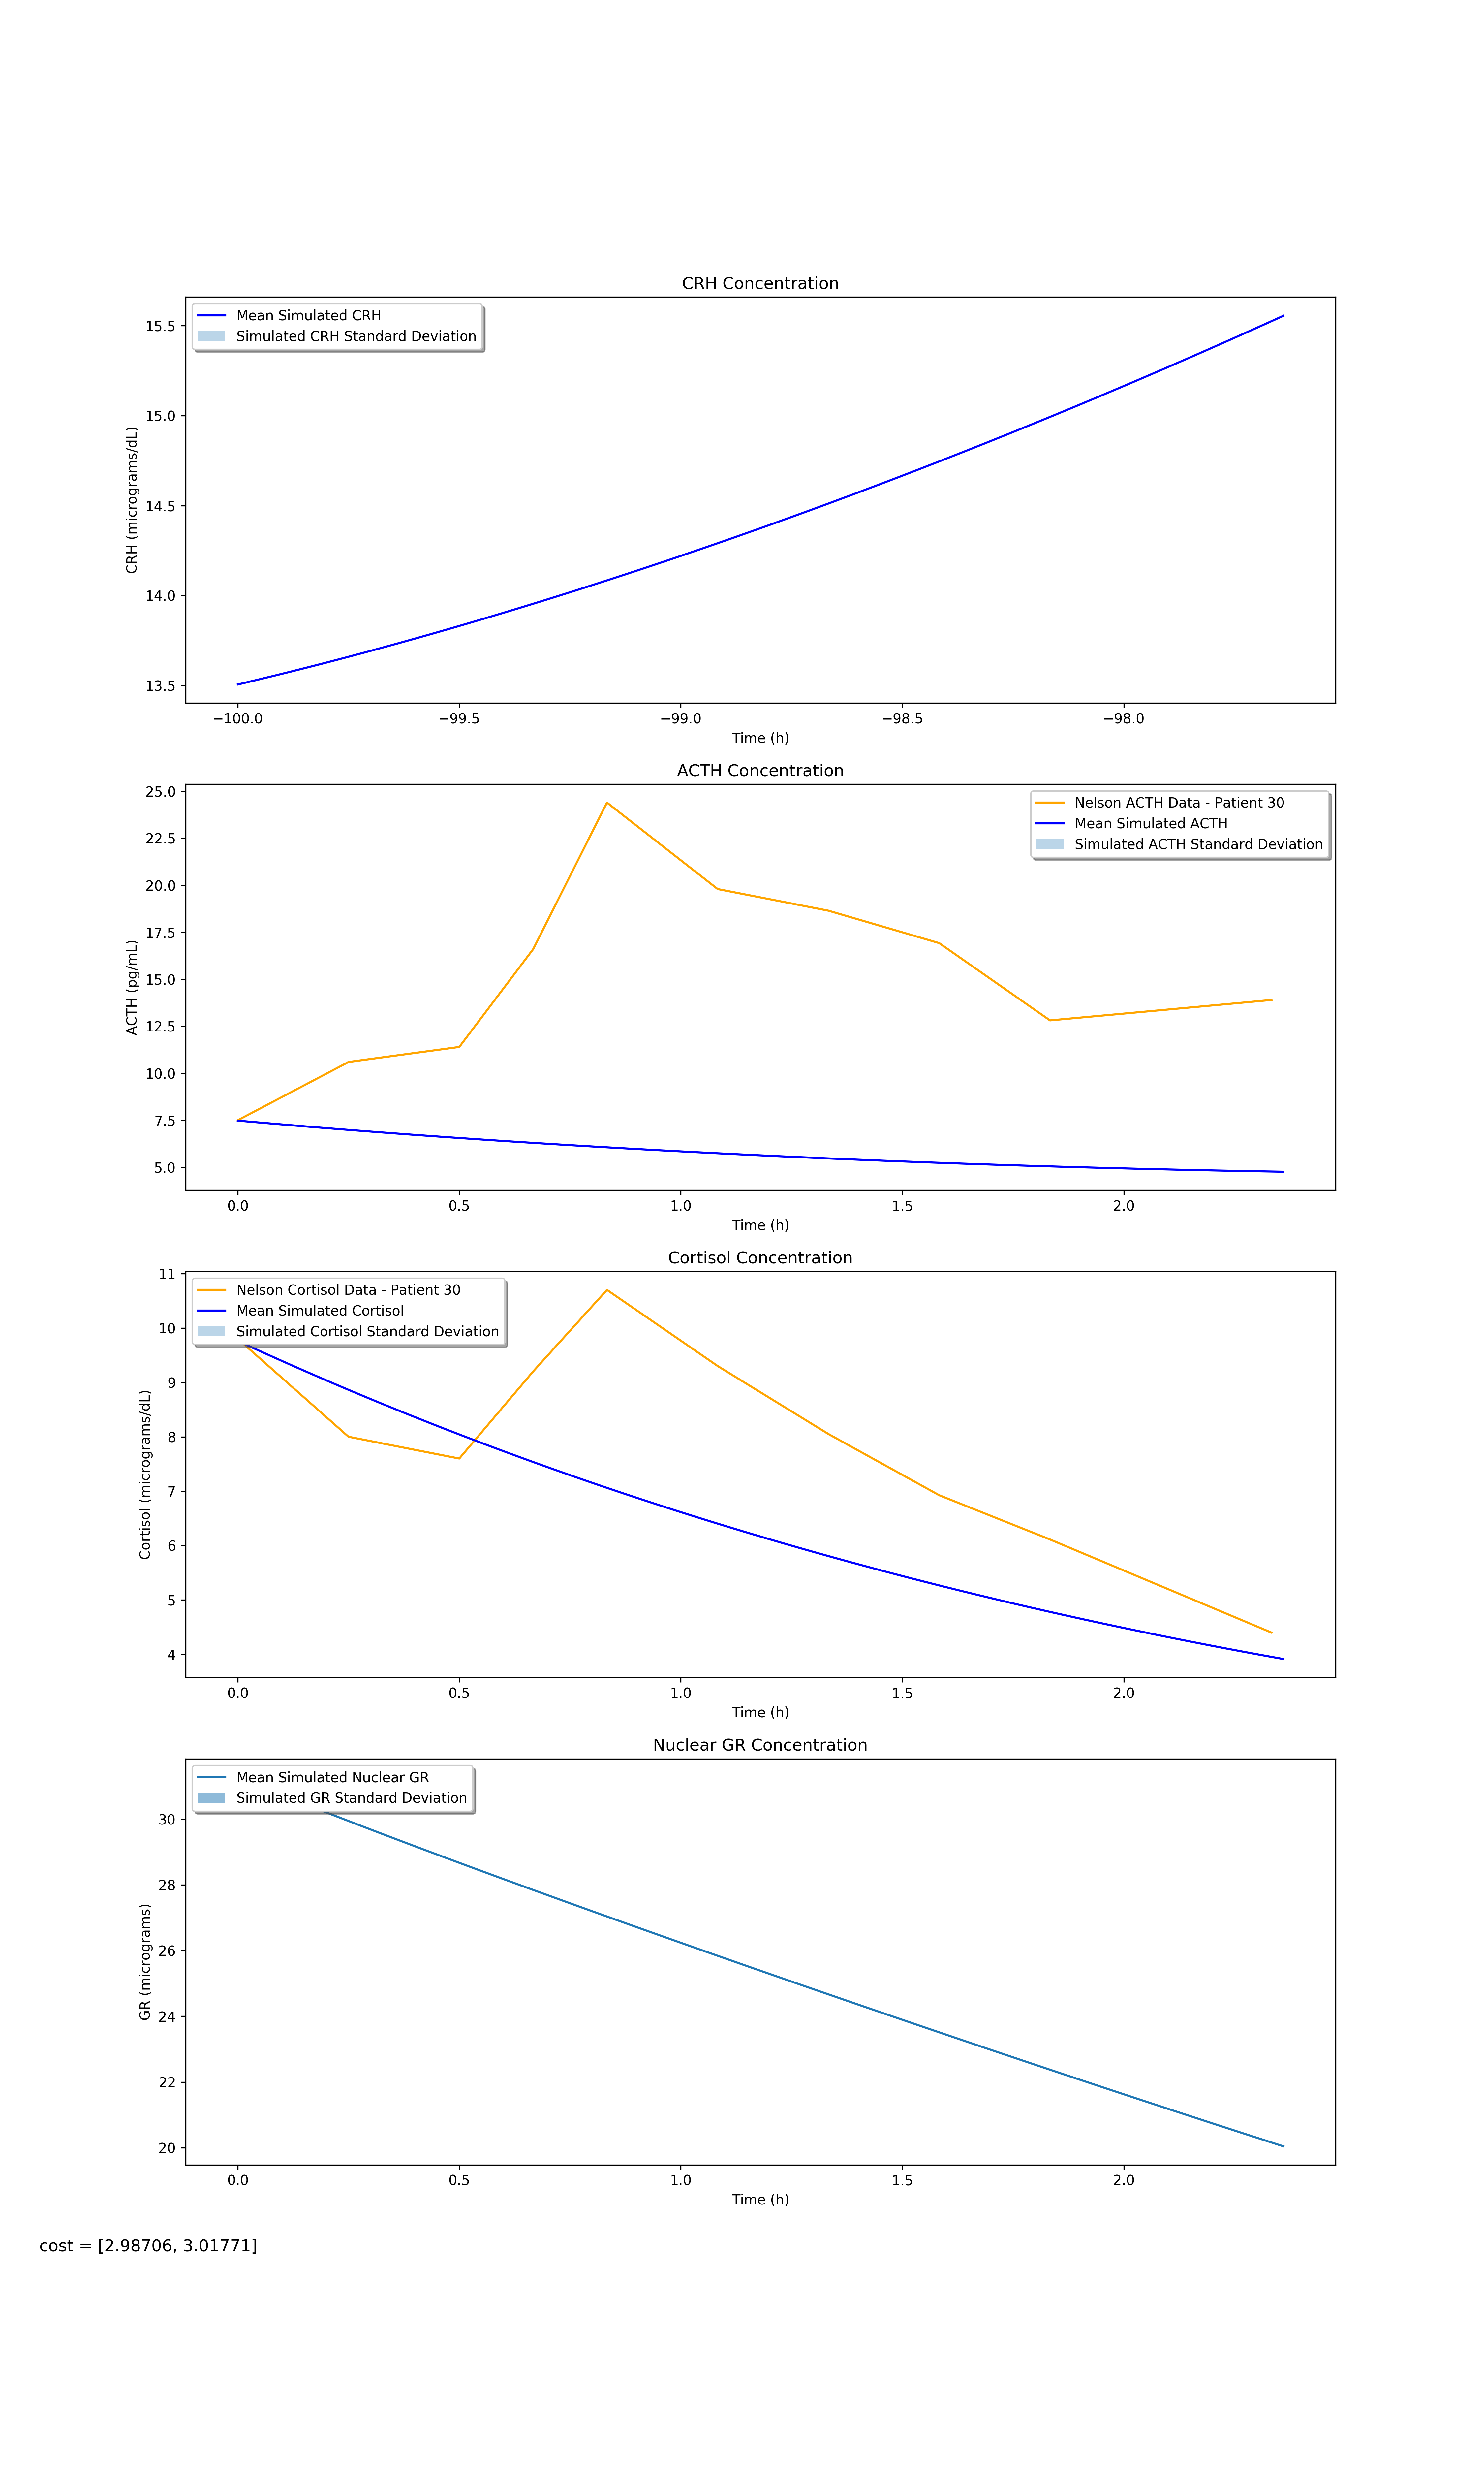 CRH Concentration
Mean Simulated CRH
Simulated CRH Standard Deviation
15.5
15.0
14.5
14.0
13.5
CRH (micrograms/dL)
−100.0
−99.5
−99.0
−98.5
−98.0
Time (h)
ACTH Concentration
Nelson ACTH Data - Patient 30
Mean Simulated ACTH
Simulated ACTH Standard Deviation
25.0
22.5
20.0
17.5
15.0
12.5
10.0
7.5
5.0
ACTH (pg/mL)
0.0
0.5
1.0
1.5
2.0
Time (h)
Cortisol Concentration
Nelson Cortisol Data - Patient 30
Mean Simulated Cortisol
Simulated Cortisol Standard Deviation
11
10
9
8
7
6
5
4
Cortisol (micrograms/dL)
0.0
0.5
1.0
1.5
2.0
Time (h)
Nuclear GR Concentration
Mean Simulated Nuclear GR
Simulated GR Standard Deviation
30
28
26
24
22
20
GR (micrograms)
0.0
0.5
1.0
1.5
2.0
Time (h)
cost = [2.98706, 3.01771]